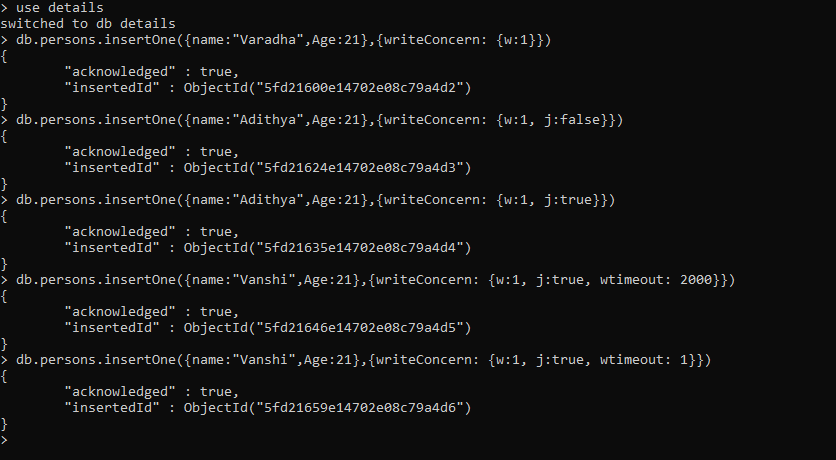 > use details
switched to db details
> db.persons.insertOne({name:"Varadha",Age:21},{writeConcern: {w:1}})
{
        "acknowledged" : true,
        "insertedId" : ObjectId("5fd21600e14702e08c79a4d2")
}
> db.persons.insertOne({name:"Adithya",Age:21},{writeConcern: {w:1, j:false}})
{
        "acknowledged" : true,
        "insertedId" : ObjectId("5fd21624e14702e08c79a4d3")
}
> db.persons.insertOne({name:"Adithya",Age:21},{writeConcern: {w:1, j:true}})
{
        "acknowledged" : true,
        "insertedId" : ObjectId("5fd21635e14702e08c79a4d4")
}
> db.persons.insertOne({name:"Vanshi",Age:21},{writeConcern: {w:1, j:true, wtimeout: 2000}})
{
        "acknowledged" : true,
        "insertedId" : ObjectId("5fd21646e14702e08c79a4d5")
}
> db.persons.insertOne({name:"Vanshi",Age:21},{writeConcern: {w:1, j:true, wtimeout: 1}})
{
        "acknowledged" : true,
        "insertedId" : ObjectId("5fd21659e14702e08c79a4d6")
}
>